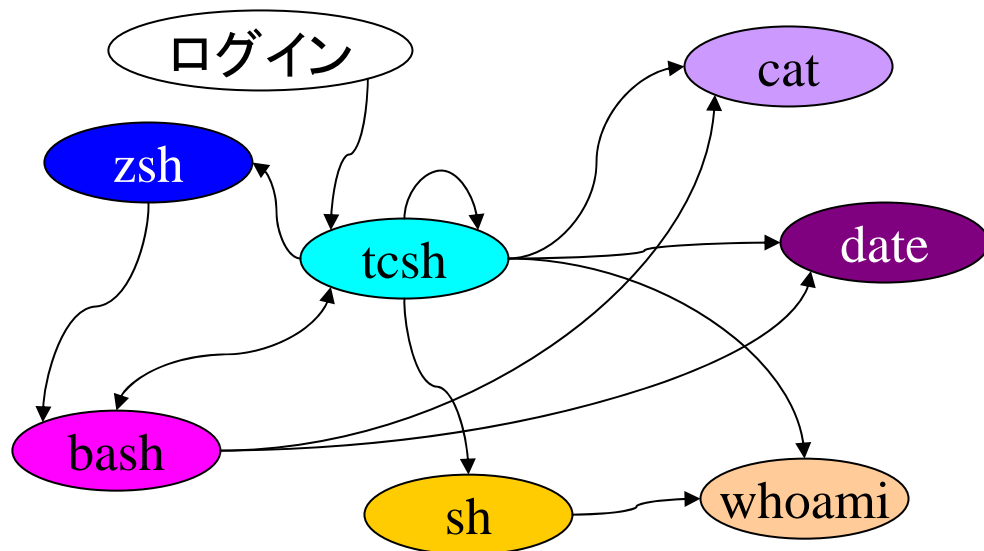 ログイン
cat
zsh
date
tcsh
bash
sh
whoami